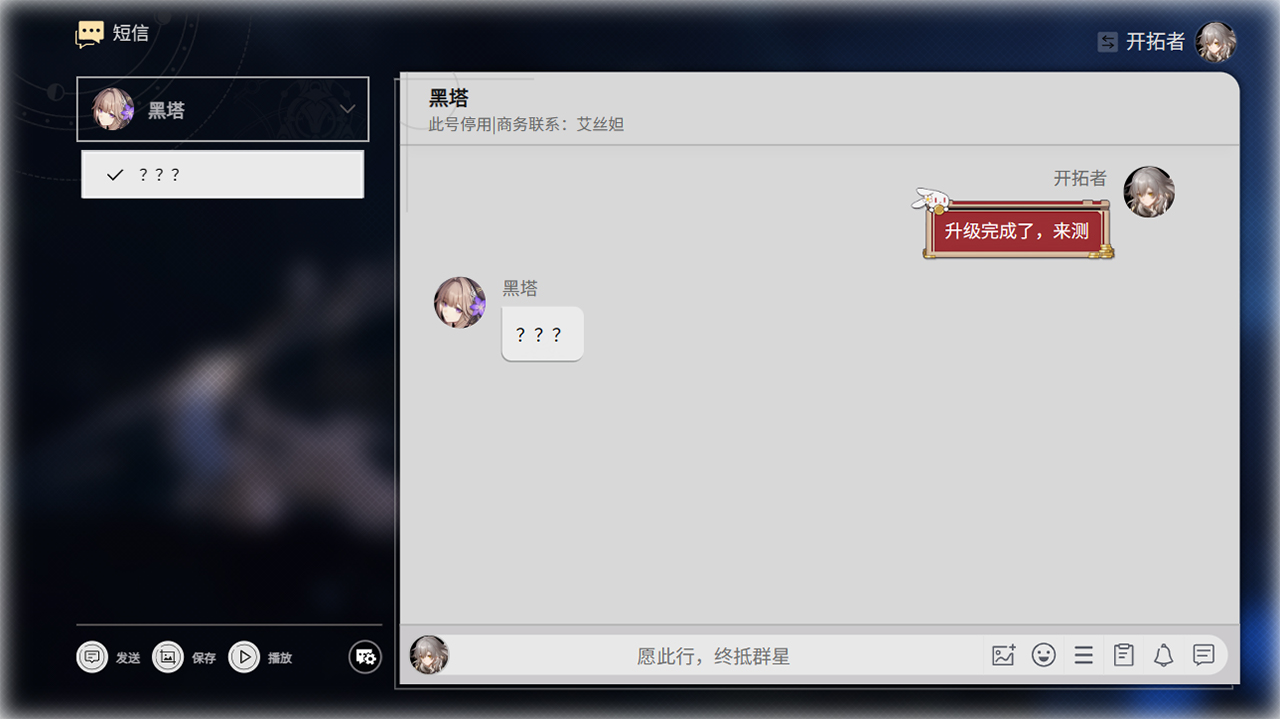 短信
开拓者
黑塔
？？？
黑塔
此号停用|商务联系：艾丝妲
开拓者
升级完成了，来测
黑塔
？？？
愿此行，终抵群星
发送
保存
播放